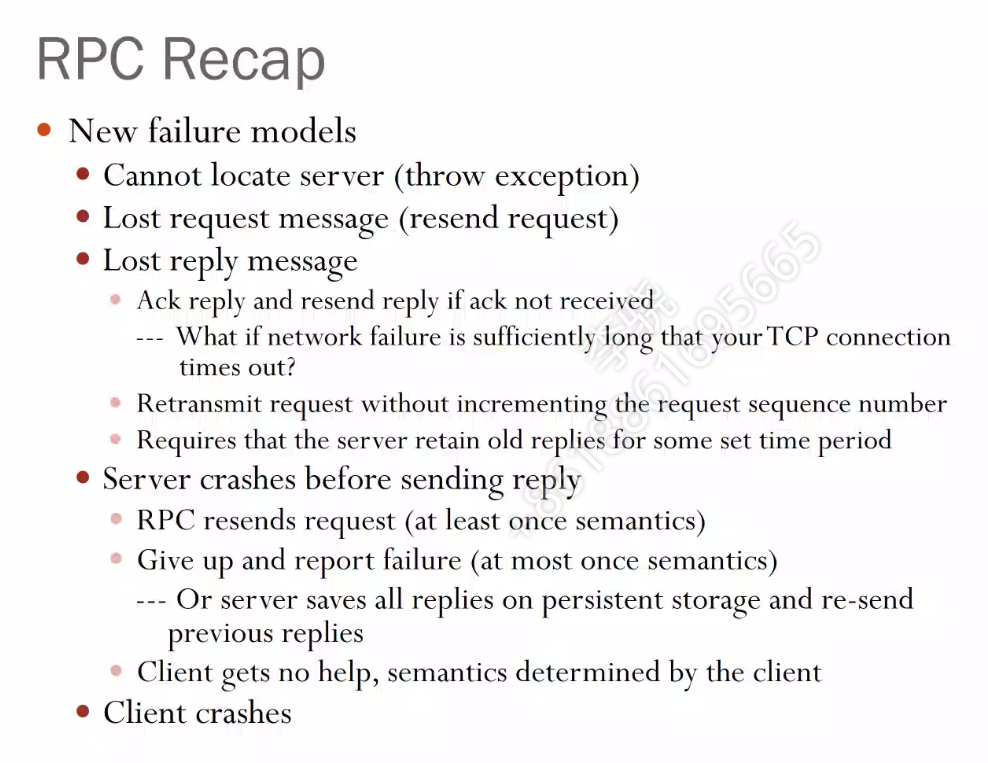 RPC Recap
New failure models
Cannot locate server (throw exception)
Lost request message (resend request)
Lost reply message
Ack reply and resend reply if ack not received
--- What if network failure is sufficiently long that your TCP connection
times out?
Retransmit request without incrementing the request sequence number
Requires that the server retain old replies for some set time period
Server crashes before sending reply
RPC resends request (at least once semantics)
Give up and report failure (at most once semantics)
--- Or server saves all replies on persistent storage and re-send
previous replies
Client gets no help, semantics determined by the client
Client crashes